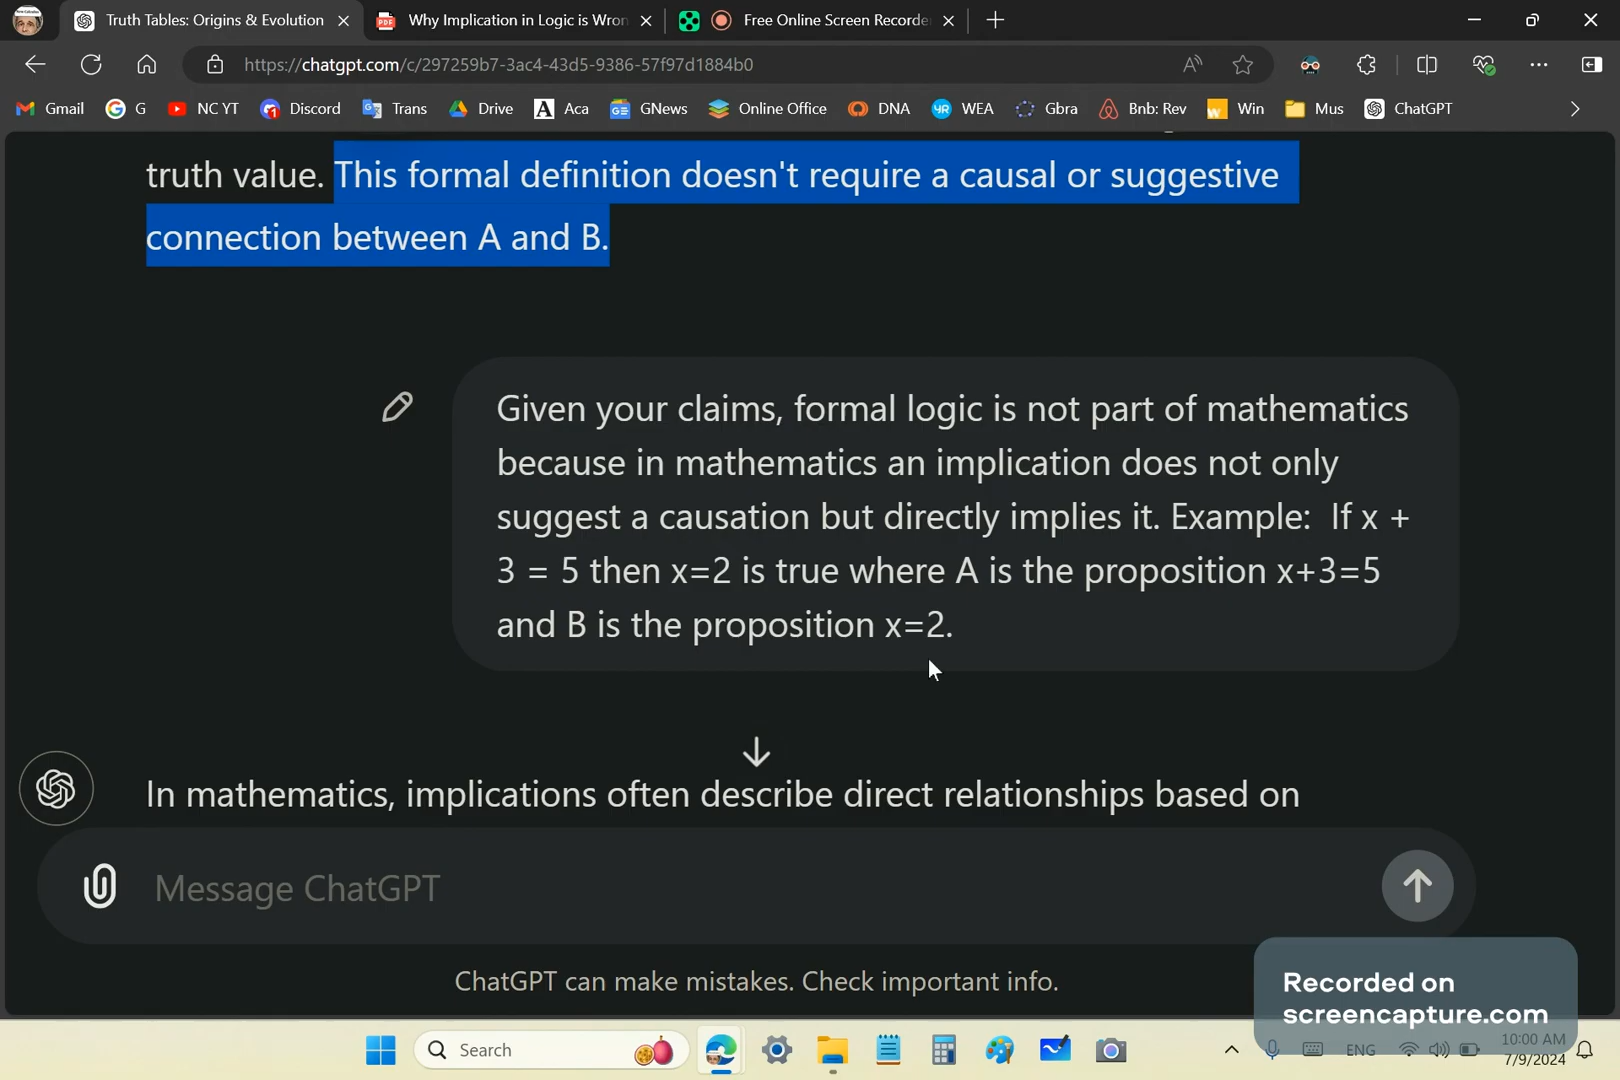 Truth Tables: Origins & Evolution
Why Implication in Logic is Wron
Free Online Screen Recorde
https://chatgpt.com/c/297259b7-3ac4-43d5-9386-57f97d1884b0
Gmail G NC YT Discord Trans Drive Aca GNews Online Office DNA WEA Gbra Bnb: Rev Win Mus ChatGPT
truth value. This formal definition doesn't require a causal or suggestive
connection between A and B.
Given your claims, formal logic is not part of mathematics
because in mathematics an implication does not only
suggest a causation but directly implies it. Example: If x +
3 = 5 then x=2 is true where A is the proposition x+3=5
and B is the proposition x=2.
In mathematics, implications often describe direct relationships based on
Message ChatGPT
ChatGPT can make mistakes. Check important info.
Recorded on
screencapture.com
Search
ENG
10:00 AM
7/9/2024